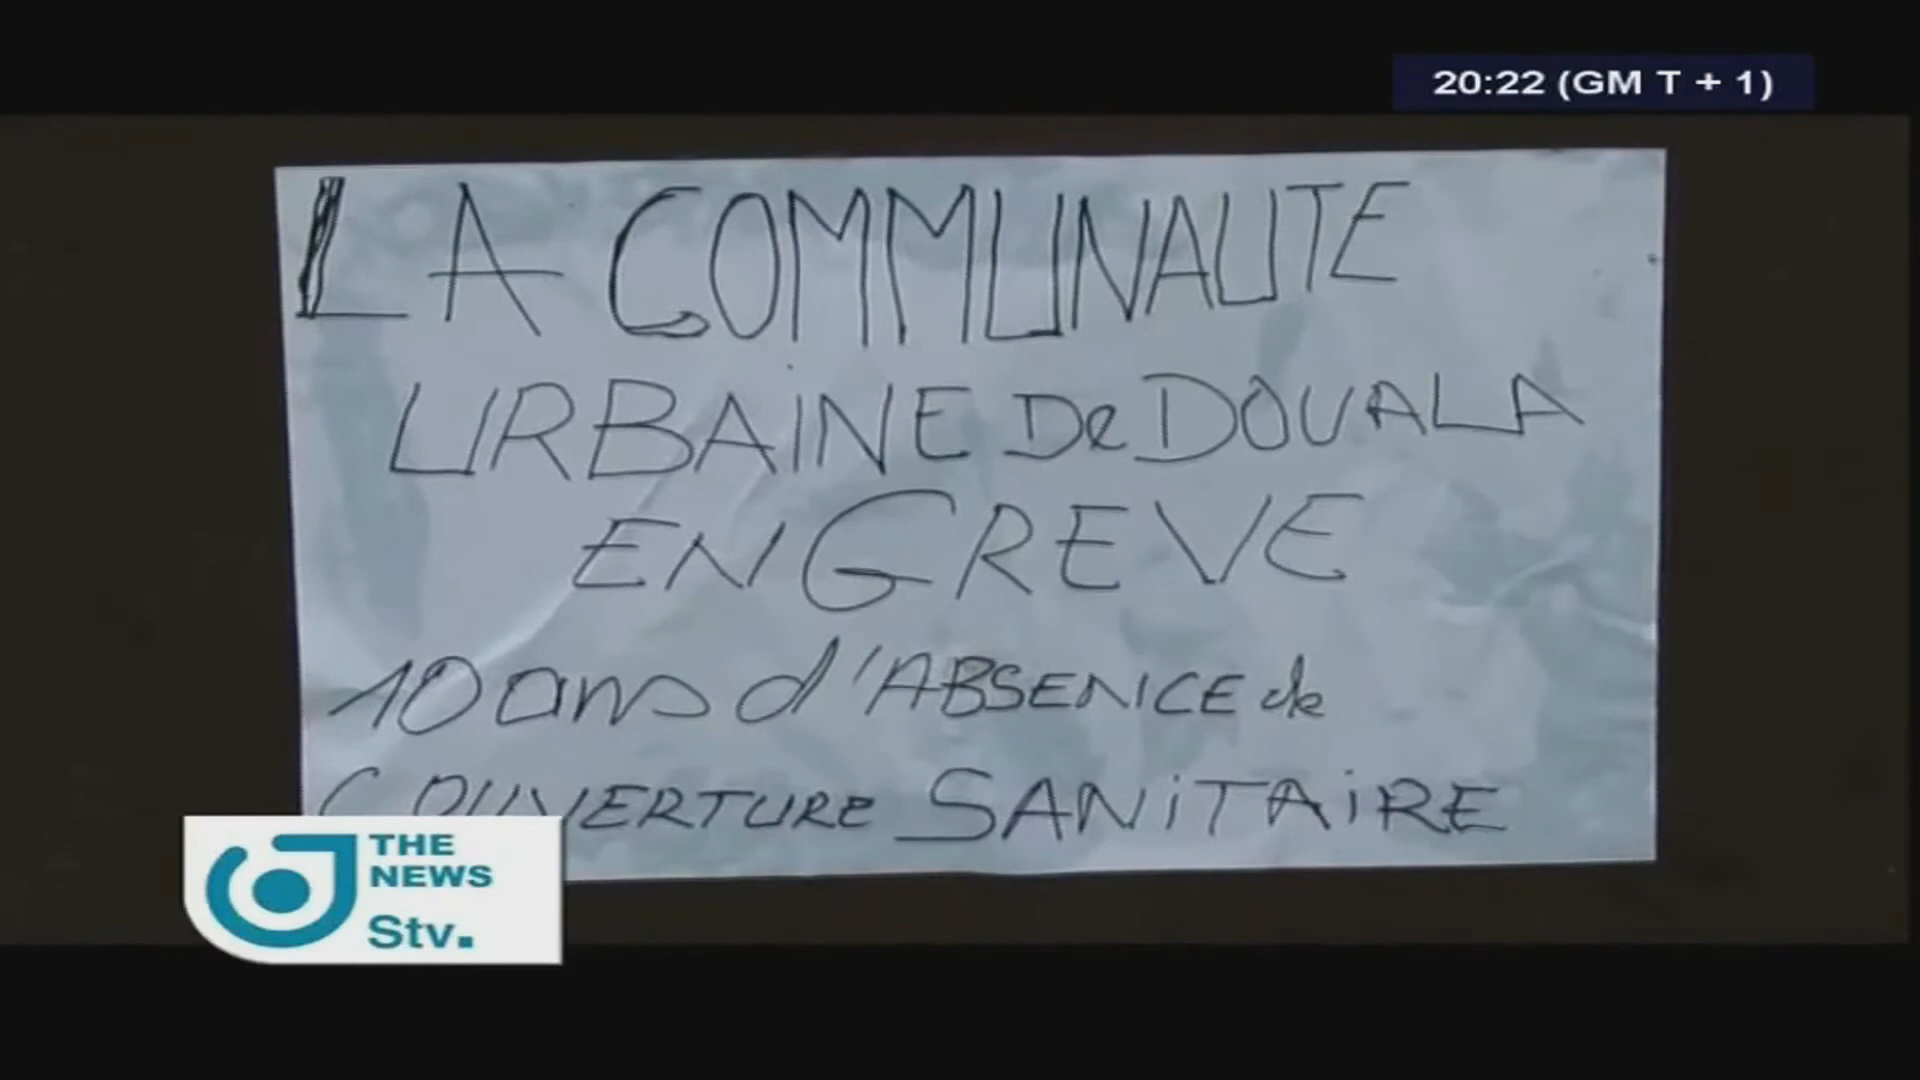 20:22 (GM T + 1)
LA COMMUNAUTE
URBAINE De DOUALA
EN GREVE
10 ans d'ABSENCE de
COUVERTURE SANiTAiRE
THE
NEWS
Stv.